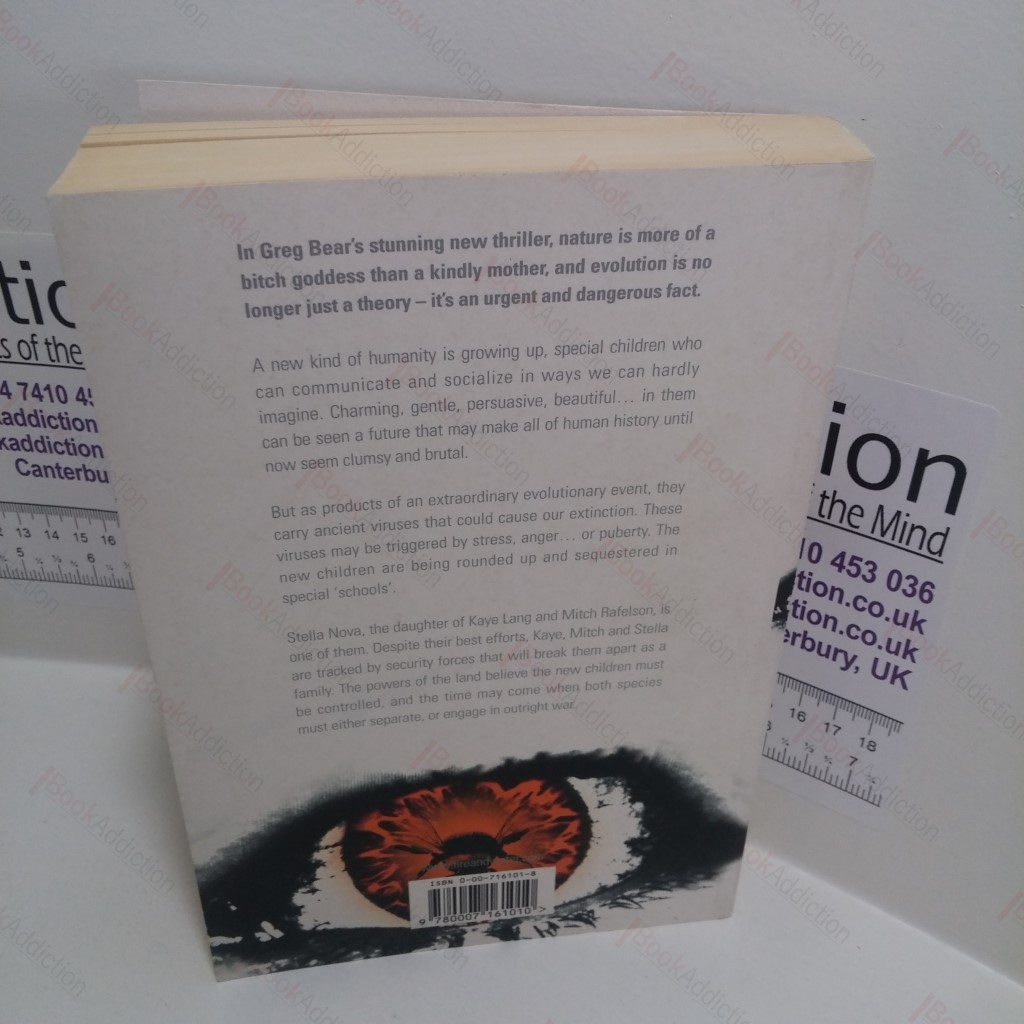 In Greg Bear's stunning new thriller, nature is more of a
bitch goddess than a kindly mother, and evolution is no
longer just a theory – it's an urgent and dangerous fact.
A new kind of humanity is growing up, special children who
can communicate and socialize in ways we can hardly
imagine. Charming, gentle, persuasive, beautiful... in them
can be seen a future that may make all of human history until
now seem clumsy and brutal.
But as products of an extraordinary evolutionary event, they
carry ancient viruses that could cause our extinction. These
viruses may be triggered by stress, anger... or puberty. The
new children are being rounded up and sequestered in
special 'schools'.
Stella Nova, the daughter of Kaye Lang and Mitch Rafelson, is
one of them. Despite their best efforts, Kaye, Mitch and Stella
are tracked by security forces that will break them apart as a
family. The powers of the land believe the new children must
be controlled, and the time may come when both species
must either separate, or engage in outright war.
ISBN 0-00-716101-8
9 780007 161010 >
tic
s of the
4 7410 45
addiction
kaddiction
Canterbu
13 14 15 16
5 6
ion
the Mind
10 453 036
tion.co.uk
tion.co.uk
erbury, UK
16 17 18
7
BookAddiction